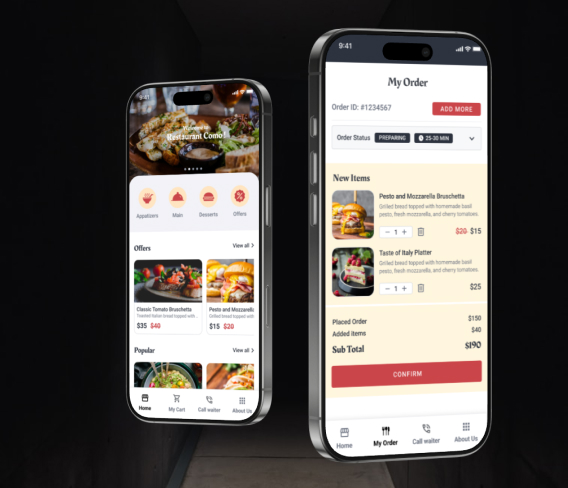 9:41
Welcome to
Restaurant Como!
Appetizers
Main
Desserts
Offers
Offers
View all >
Classic Tomato Bruschetta
Toasted Italian bread topped with...
$35 $40
Pesto and Mozzarella
Grilled bread topped with
$15 $20
Popular
View all >
Home
My Cart
Call waiter
About Us
9:41
My Order
Order ID: #1234567
ADD MORE
Order Status
PREPARING
25-30 MIN
New Items
Pesto and Mozzarella Bruschetta
Grilled bread topped with homemade basil
pesto, fresh mozzarella, and cherry tomatoes.
− 1 +
$20 $15
Taste of Italy Platter
Grilled bread topped with homemade basil
pesto, fresh mozzarella, and cherry tomatoes.
− 1 +
$25
Placed Order $150
Added items $40
Sub Total $190
CONFIRM
Home
My Order
Call waiter
About Us